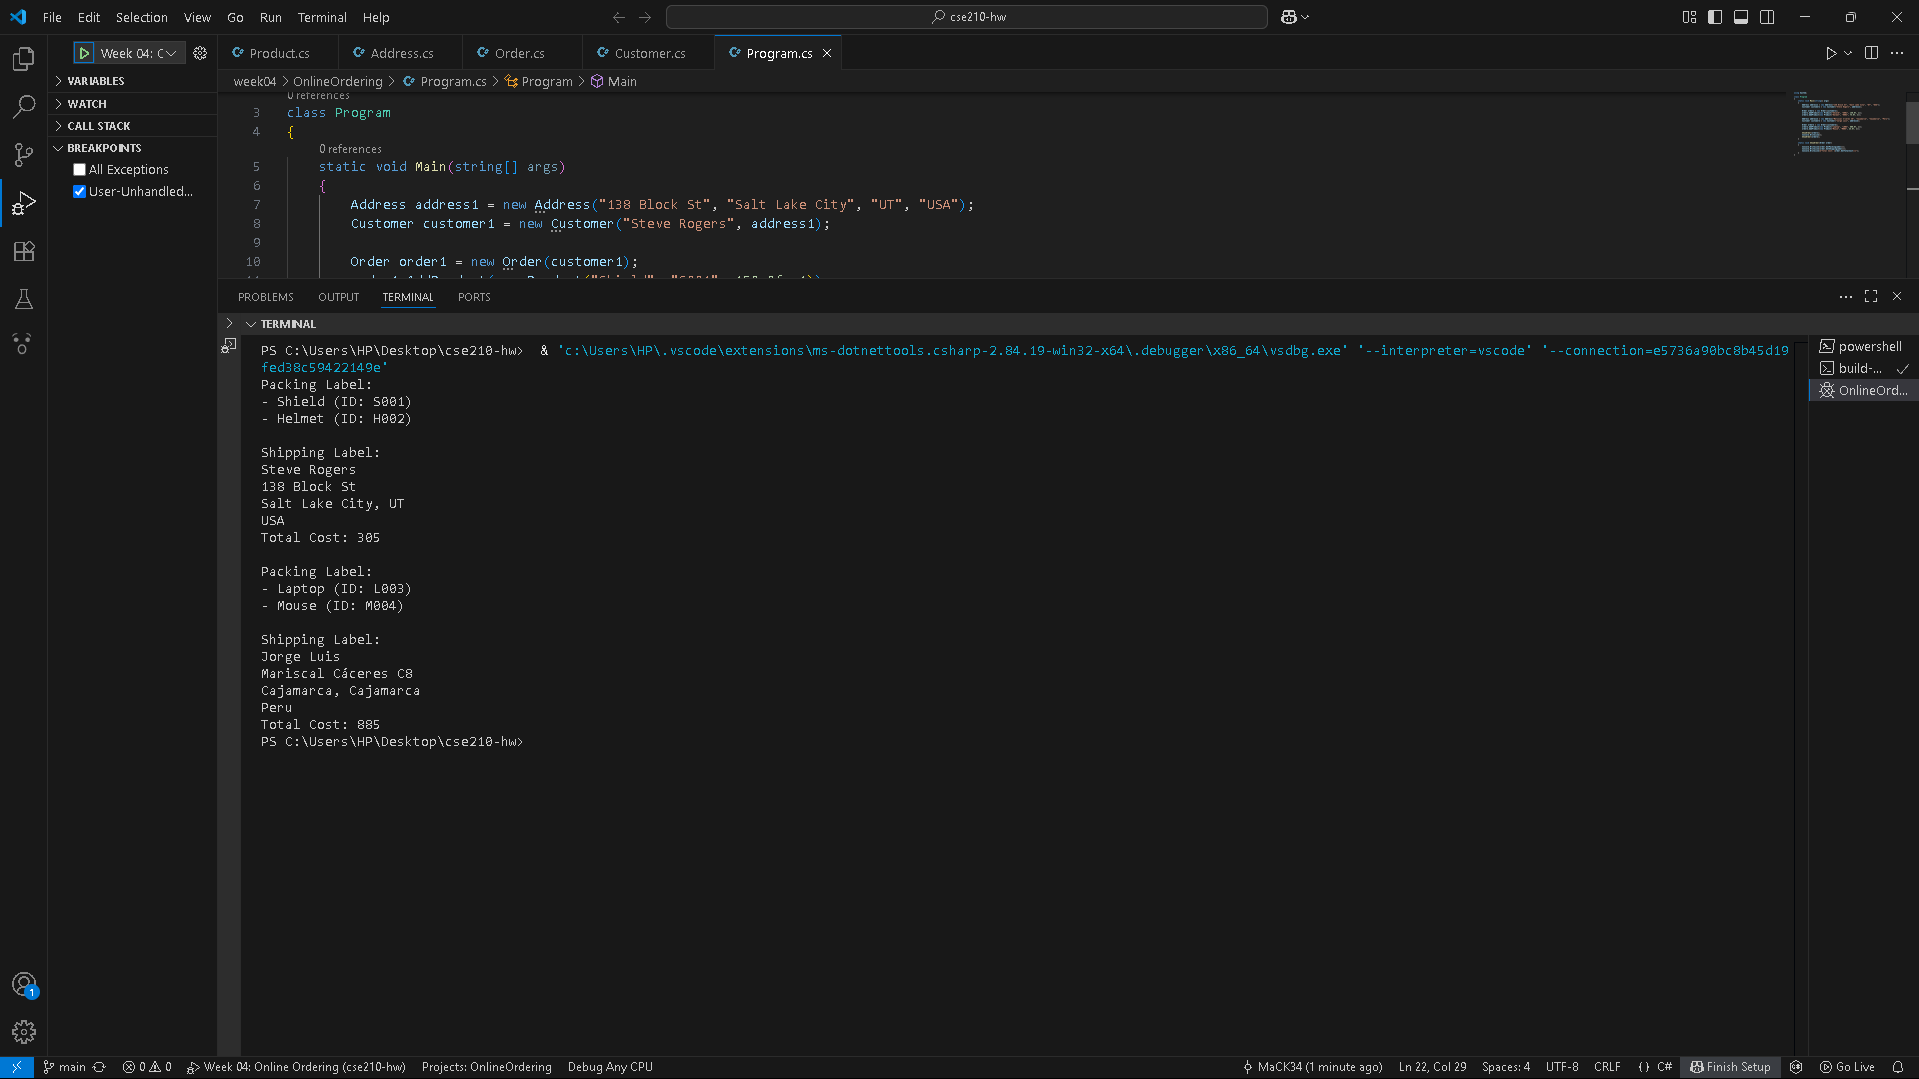 File Edit Selection View Go Run Terminal Help
cse210-hw
Week 04: C
Product.cs Address.cs Order.cs Customer.cs Program.cs
VARIABLES
WATCH
CALL STACK
BREAKPOINTS
All Exceptions
User-Unhandled...
week04 OnlineOrdering Program.cs Program Main
0 references
3 class Program
4 {
0 references
5 static void Main(string[] args)
6 {
7 Address address1 = new Address("138 Block St", "Salt Lake City", "UT", "USA");
8 Customer customer1 = new Customer("Steve Rogers", address1);
9
10 Order order1 = new Order(customer1);
PROBLEMS OUTPUT TERMINAL PORTS
TERMINAL
PS C:\Users\HP\Desktop\cse210-hw> & 'c:\Users\HP\.vscode\extensions\ms-dotnettools.csharp-2.84.19-win32-x64\.debugger\x86_64\vsdbg.exe' '--interpreter=vscode' '--connection=e5736a90bc8b45d19
fed38c59422149e'
Packing Label:
- Shield (ID: S001)
- Helmet (ID: H002)
Shipping Label:
Steve Rogers
138 Block St
Salt Lake City, UT
USA
Total Cost: 305
Packing Label:
- Laptop (ID: L003)
- Mouse (ID: M004)
Shipping Label:
Jorge Luis
Mariscal Cáceres C8
Cajamarca, Cajamarca
Peru
Total Cost: 885
PS C:\Users\HP\Desktop\cse210-hw>
powershell
build-...
OnlineOrd...
1
main 0 0 Week 04: Online Ordering (cse210-hw) Projects: OnlineOrdering Debug Any CPU MaCK34 (1 minute ago) Ln 22, Col 29 Spaces: 4 UTF-8 CRLF {} C# Finish Setup Go Live